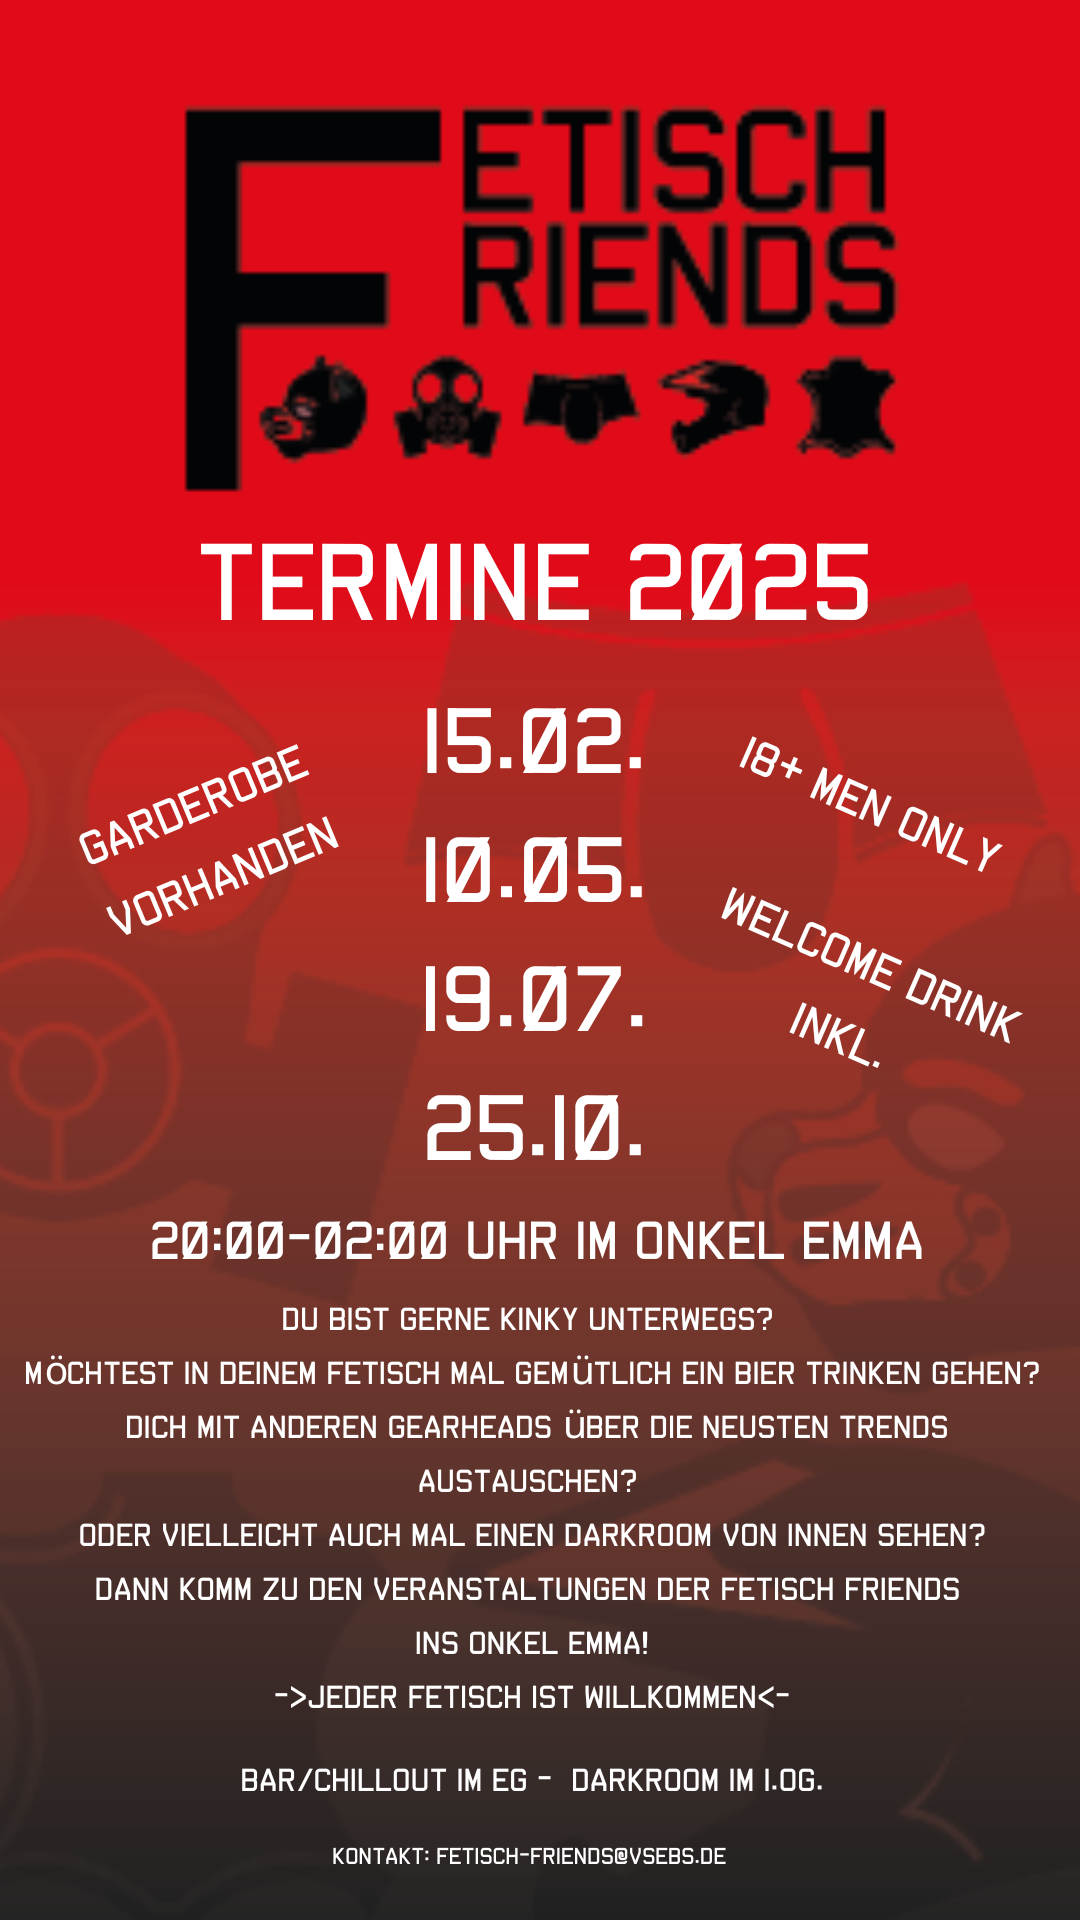 FETISCH
FRIENDS
TERMINE 2025
15.02.
10.05.
19.07.
25.10.
GARDEROBE
VORHANDEN
18+ MEN ONLY
WELCOME DRINK
INKL.
20:00-02:00 UHR IM ONKEL EMMA
DU BIST GERNE KINKY UNTERWEGS?
MÖCHTEST IN DEINEM FETISCH MAL GEMÜTLICH EIN BIER TRINKEN GEHEN?
DICH MIT ANDEREN GEARHEADS ÜBER DIE NEUSTEN TRENDS
AUSTAUSCHEN?
ODER VIELLEICHT AUCH MAL EINEN DARKROOM VON INNEN SEHEN?
DANN KOMM ZU DEN VERANSTALTUNGEN DER FETISCH FRIENDS
INS ONKEL EMMA!
->JEDER FETISCH IST WILLKOMMEN<-
BAR/CHILLOUT IM EG - DARKROOM IM 1.OG.
KONTAKT: FETISCH-FRIENDS@VSEBS.DE